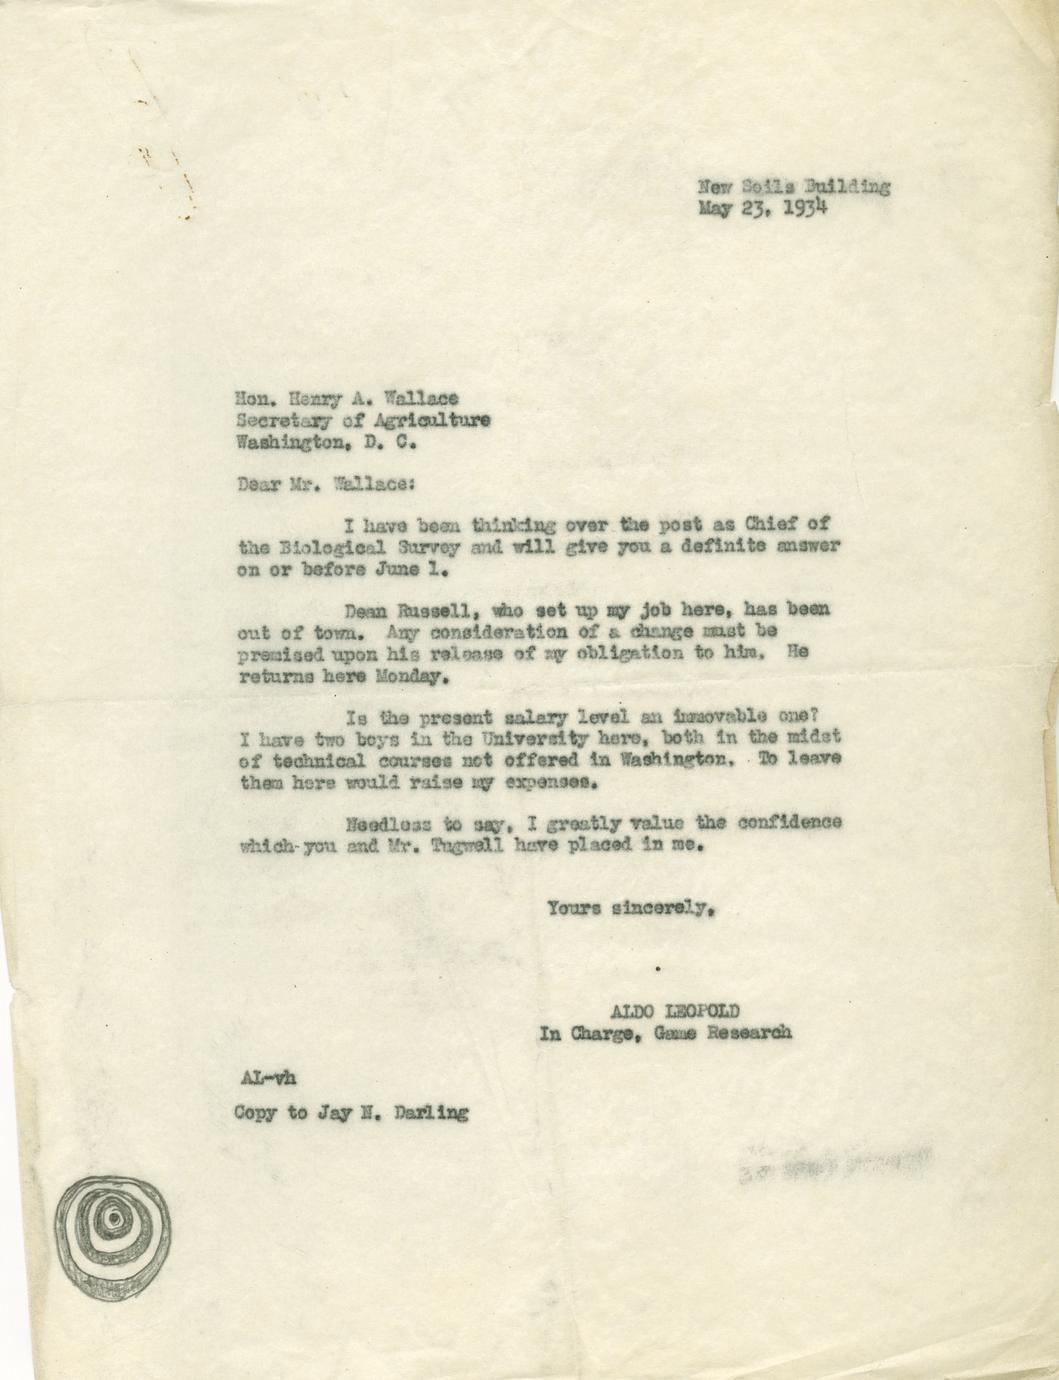 New Soils Building
May 23, 1934
Hon. Henry A. Wallace
Secretary of Agriculture
Washington, D. C.
Dear Mr. Wallace:
I have been thinking over the post as Chief of
the Biological Survey and will give you a definite answer
on or before June 1.
Dean Russell, who set up my job here, has been
out of town. Any consideration of a change must be
premised upon his release of my obligation to him. He
returns here Monday.
Is the present salary level an immovable one?
I have two boys in the University here, both in the midst
of technical courses not offered in Washington. To leave
them here would raise my expenses.
Needless to say, I greatly value the confidence
which you and Mr. Tugwell have placed in me.
Yours sincerely,
ALDO LEOPOLD
In Charge, Game Research
AL-vh
Copy to Jay N. Darling